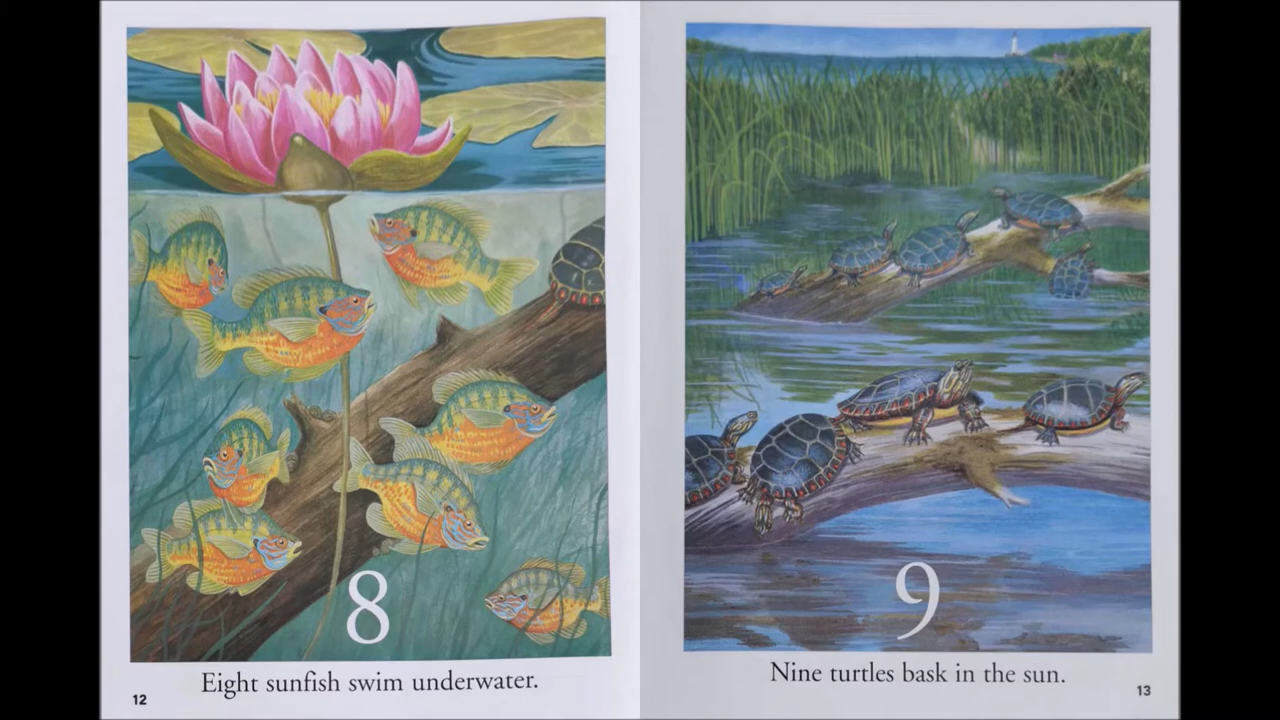 8
Eight sunfish swim underwater.
12
9
Nine turtles bask in the sun.
13